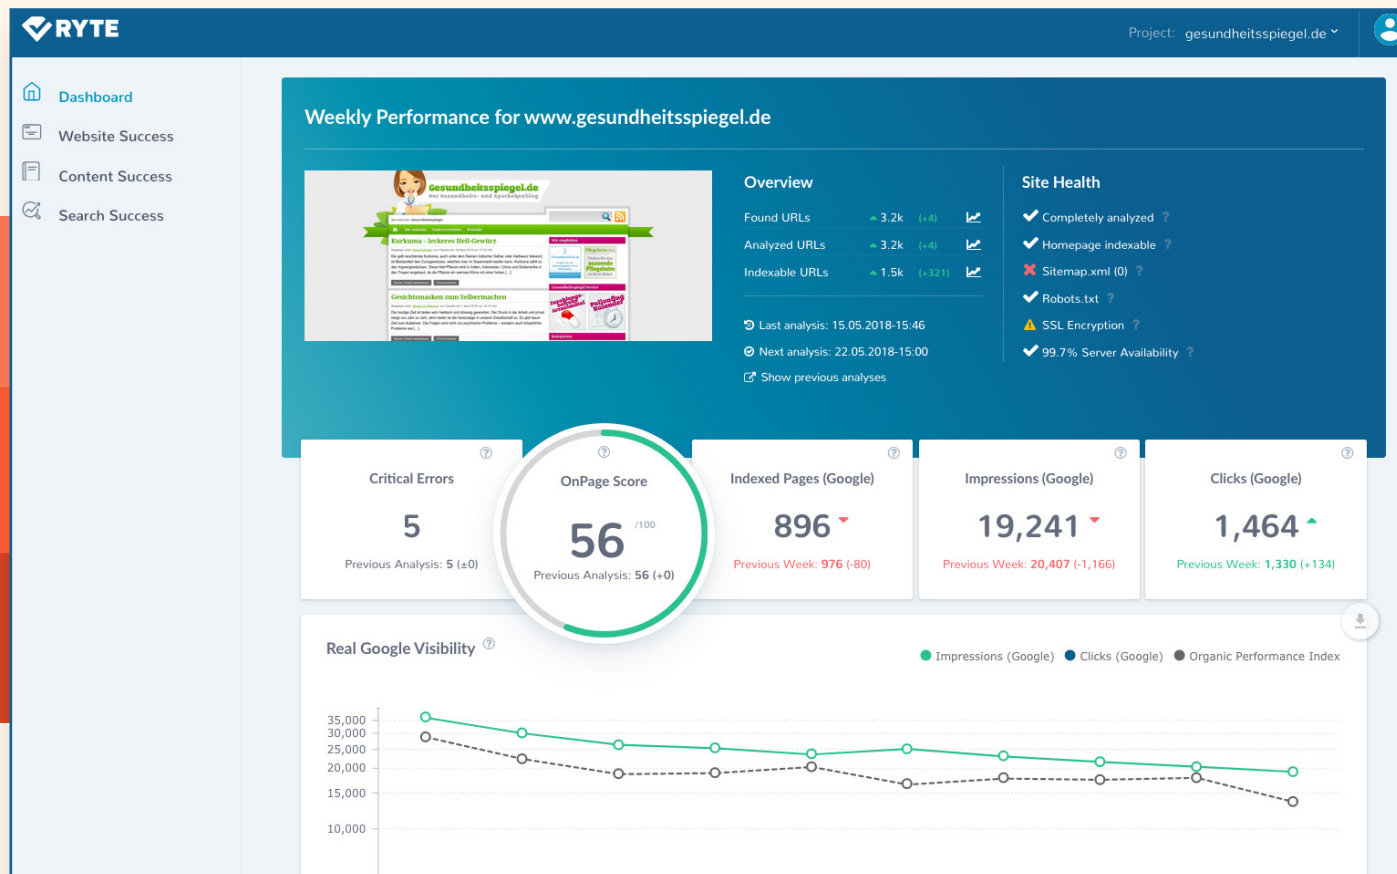 RYTE
Project: gesundheitsspiegel.de
Dashboard
Website Success
Content Success
Search Success
Weekly Performance for www.gesundheitsspiegel.de
Gesundheitsspiegel.de
Der Gesundheits- und Apothekenblog
Kurkuma – leckeres Heil-Gewürz
Gesichtsmasken zum Selbermachen
Overview
Found URLs 3.2k (+4)
Analyzed URLs 3.2k (+4)
Indexable URLs 1.5k (+321)
Last analysis: 15.05.2018-15:46
Next analysis: 22.05.2018-15:00
Show previous analyses
Site Health
Completely analyzed ?
Homepage indexable ?
Sitemap.xml (0) ?
Robots.txt ?
SSL Encryption ?
99.7% Server Availability ?
?
Critical Errors
5
Previous Analysis: 5 (±0)
?
OnPage Score
56 /100
Previous Analysis: 56 (+0)
?
Indexed Pages (Google)
896
Previous Week: 976 (-80)
?
Impressions (Google)
19,241
Previous Week: 20,407 (-1,166)
?
Clicks (Google)
1,464
Previous Week: 1,330 (+134)
Real Google Visibility ?
Impressions (Google) Clicks (Google) Organic Performance Index
35,000
30,000
25,000
20,000
15,000
10,000